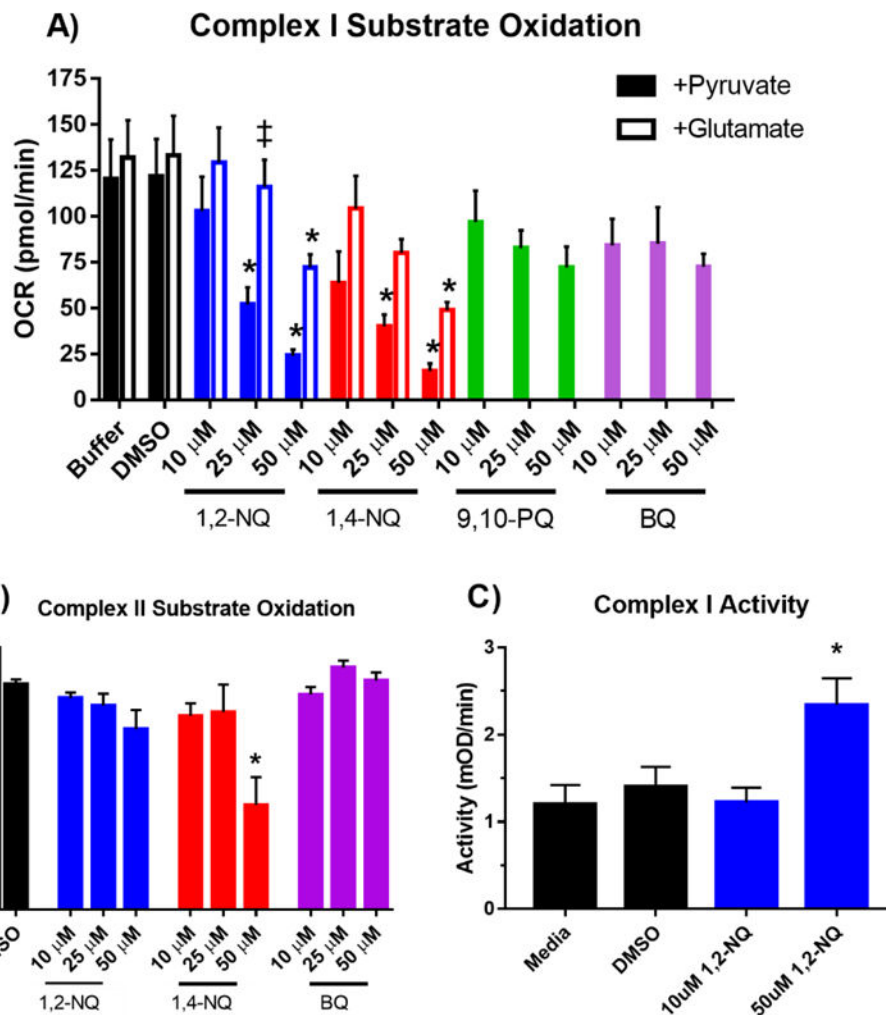 A) Complex I Substrate Oxidation
+Pyruvate
+Glutamate
OCR (pmol/min)
175
150
125
100
75
50
25
0
‡
* * * * * *
Buffer DMSO 10 µM 25 µM 50 µM 10 µM 25 µM 50 µM 10 µM 25 µM 50 µM 10 µM 25 µM 50 µM
1,2-NQ 1,4-NQ 9,10-PQ BQ
) Complex II Substrate Oxidation
*
SO 10 µM 25 µM 50 µM 10 µM 25 µM 50 µM 10 µM 25 µM 50 µM
1,2-NQ 1,4-NQ BQ
C) Complex I Activity
Activity (mOD/min)
3
2
1
0
*
Media DMSO 10uM 1,2-NQ 50uM 1,2-NQ